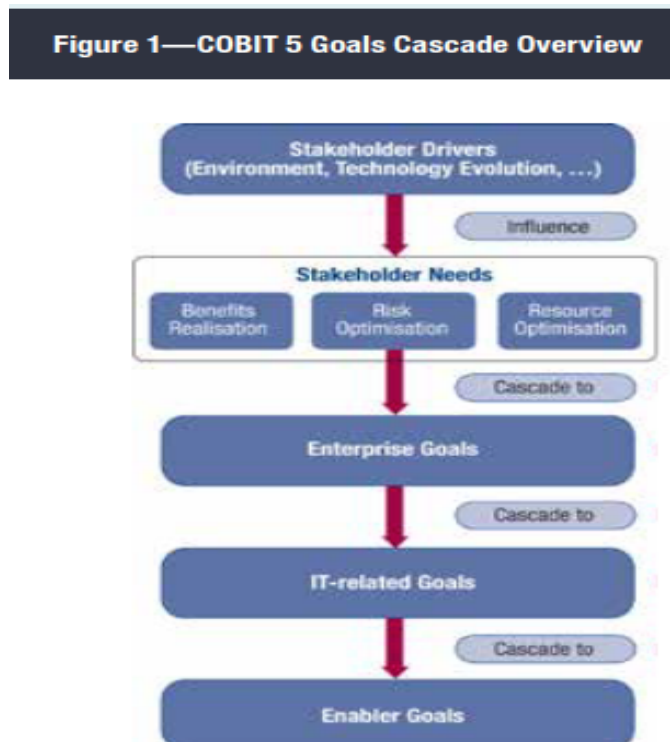 Figure 1—COBIT 5 Goals Cascade Overview
Stakeholder Drivers
(Environment, Technology Evolution, ...)
Influence
Stakeholder Needs
Benefits
Realisation
Risk
Optimisation
Resource
Optimisation
Cascade to
Enterprise Goals
Cascade to
IT-related Goals
Cascade to
Enabler Goals